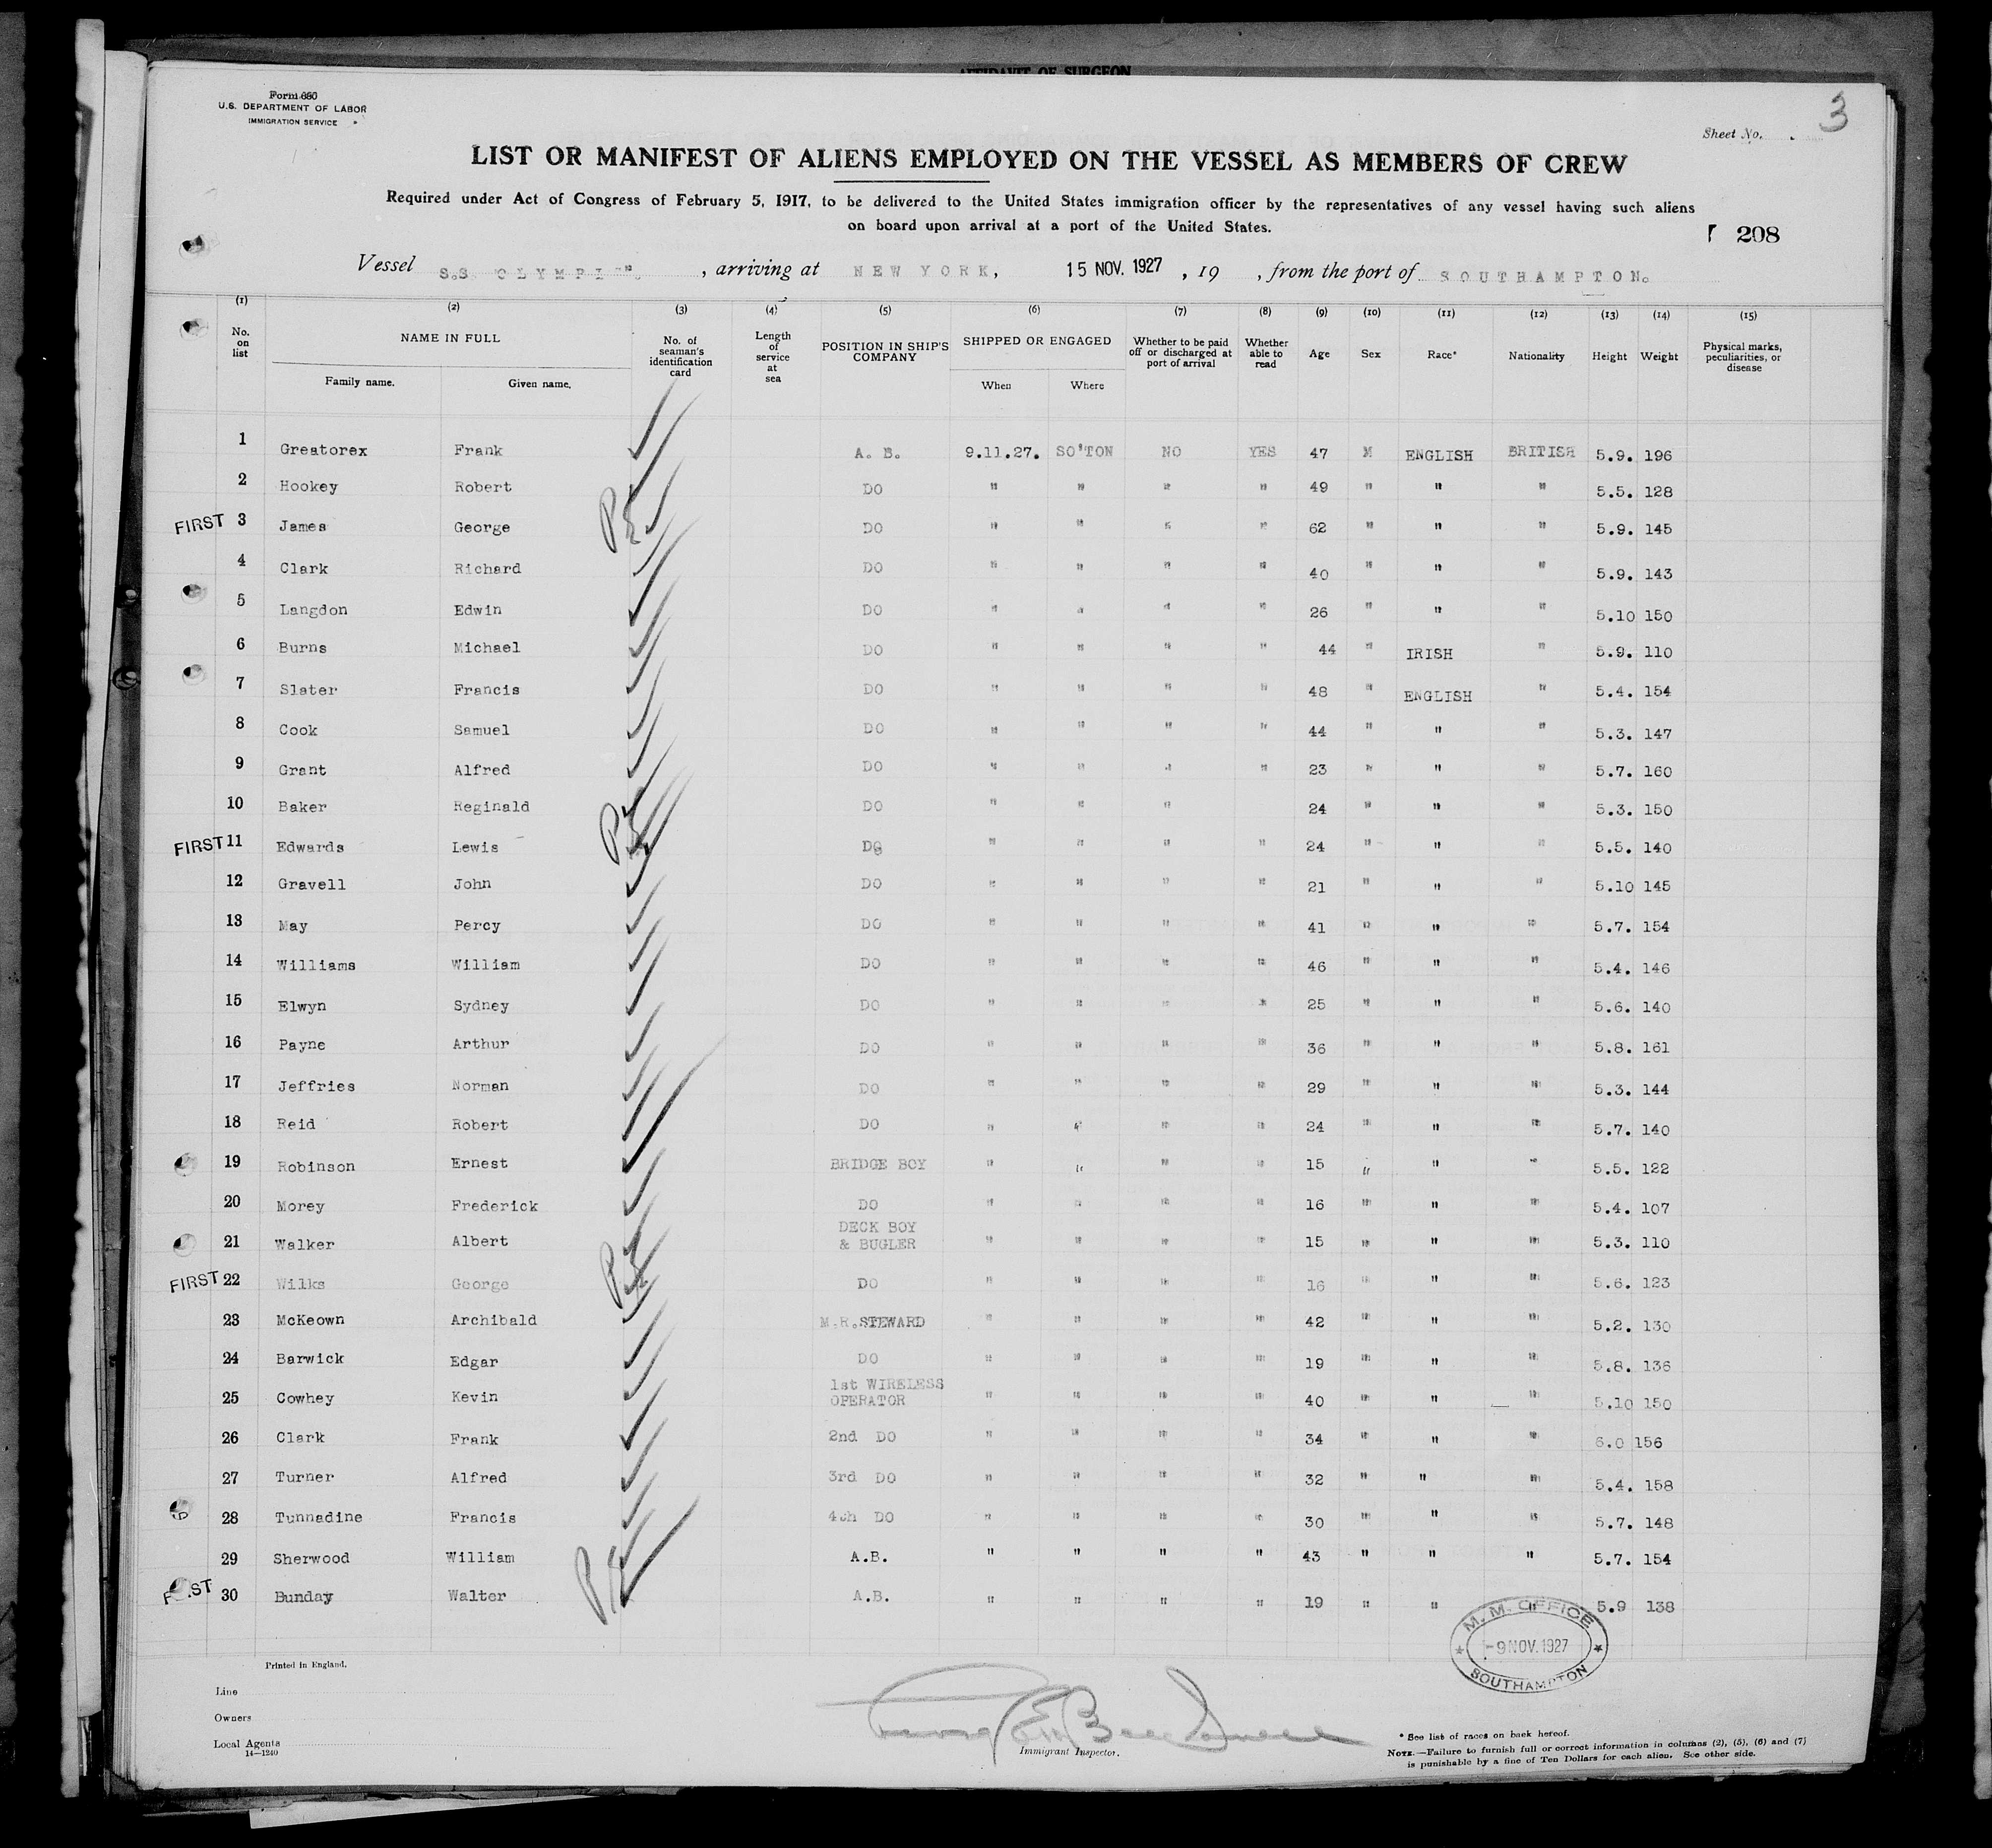 AFFIDAVIT OF SURGEON
Form 680
U.S. DEPARTMENT OF LABOR
IMMIGRATION SERVICE
Sheet No. 3
LIST OR MANIFEST OF ALIENS EMPLOYED ON THE VESSEL AS MEMBERS OF CREW
Required under Act of Congress of February 5, 1917, to be delivered to the United States immigration officer by the representatives of any vessel having such aliens
on board upon arrival at a port of the United States.
208
Vessel S.S OLYMPIC , arriving at NEW YORK, 15 NOV. 1927 , 19 , from the port of SOUTHAMPTON.
(1) (2) (3) (4) (5) (6) (7) (8) (9) (10) (11) (12) (13) (14) (15)
No. on list NAME IN FULL Family name. Given name. No. of seaman's identification card Length of service at sea POSITION IN SHIP'S COMPANY SHIPPED OR ENGAGED When Where Whether to be paid off or discharged at port of arrival Whether able to read Age Sex Race* Nationality Height Weight Physical marks, peculiarities, or disease
1 Greatorex Frank A. B. 9.11.27. SO'TON NO YES 47 M ENGLISH BRITISH 5.9. 196
2 Hookey Robert DO " " " " 49 " " " 5.5. 128
FIRST 3 James George DO " " " " 62 " " " 5.9. 145
4 Clark Richard DO " " " " 40 " " " 5.9. 143
5 Langdon Edwin DO " " " " 26 " " " 5.10 150
6 Burns Michael DO " " " " 44 " IRISH " 5.9. 110
7 Slater Francis DO " " " " 48 " ENGLISH " 5.4. 154
8 Cook Samuel DO " " " " 44 " " " 5.3. 147
9 Grant Alfred DO " " " " 23 " " " 5.7. 160
10 Baker Reginald DO " " " 24 " " " 5.3. 150
FIRST 11 Edwards Lewis DO " " " " 24 " " " 5.5. 140
12 Gravell John DO " " " " 21 " " " 5.10 145
13 May Percy DO " " " " 41 " " " 5.7. 154
14 Williams William DO " " " " 46 " " " 5.4. 146
15 Elwyn Sydney DO " " " " 25 " " " 5.6. 140
16 Payne Arthur DO " " " " 36 " " " 5.8. 161
17 Jeffries Norman DO " " " " 29 " " " 5.3. 144
18 Reid Robert DO " " " " 24 " " " 5.7. 140
19 Robinson Ernest BRIDGE BOY " " " " 15 " " " 5.5. 122
20 Morey Frederick DO " " " " 16 " " " 5.4. 107
21 Walker Albert DECK BOY & BUGLER " " " " 15 " " " 5.3. 110
FIRST 22 Wilks George DO " " " " 16 " " " 5.6. 123
23 McKeown Archibald M.R.STEWARD " " " " 42 " " " 5.2. 130
24 Barwick Edgar DO " " " " 19 " " " 5.8. 136
25 Cowhey Kevin 1st WIRELESS OPERATOR " " " " 40 " " " 5.10 150
26 Clark Frank 2nd DO " " " " 34 " " " 6.0 156
27 Turner Alfred 3rd DO " " " " 32 " " " 5.4. 158
28 Tunnadine Francis 4th DO " " " " 30 " " " 5.7. 148
29 Sherwood William A.B. " " " " 43 " " " 5.7. 154
FIRST 30 Bunday Walter A.B. " " " " 19 " " " 5.9 138
M. M. OFFICE
-9 NOV. 1927
SOUTHAMPTON
Printed in England.
Line
Owners
Local Agents
14—1240
Immigrant Inspector.
* See list of races on back hereof.
NOTE.—Failure to furnish full or correct information in columns (2), (5), (6) and (7)
is punishable by a fine of Ten Dollars for each alien. See other side.